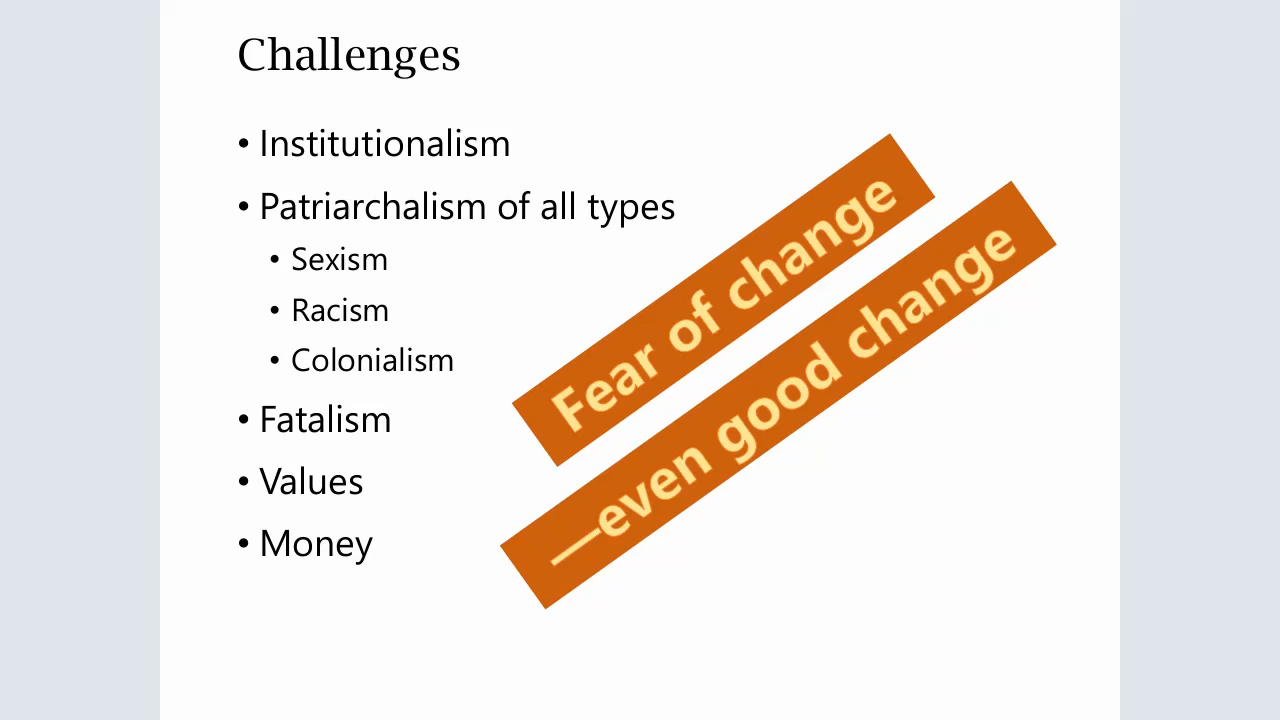 Challenges
• Institutionalism
• Patriarchalism of all types
• Sexism
• Racism
• Colonialism
• Fatalism
• Values
• Money
Fear of change
—even good change